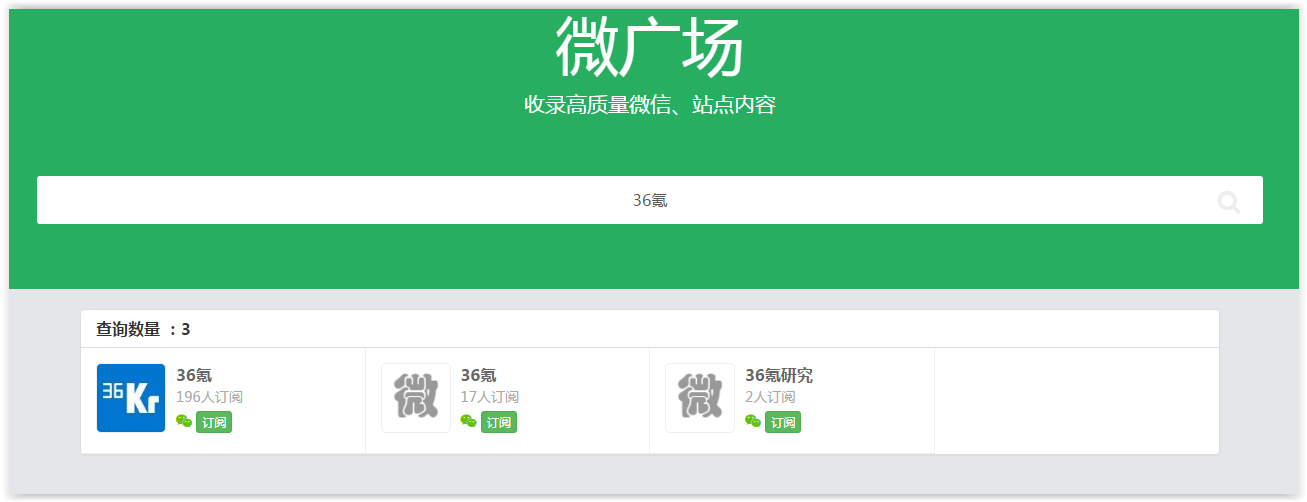 微广场
收录高质量微信、站点内容
36氪
查询数量 ：3
36Kr
36氪
196人订阅
订阅
微
36氪
17人订阅
订阅
微
36氪研究
2人订阅
订阅